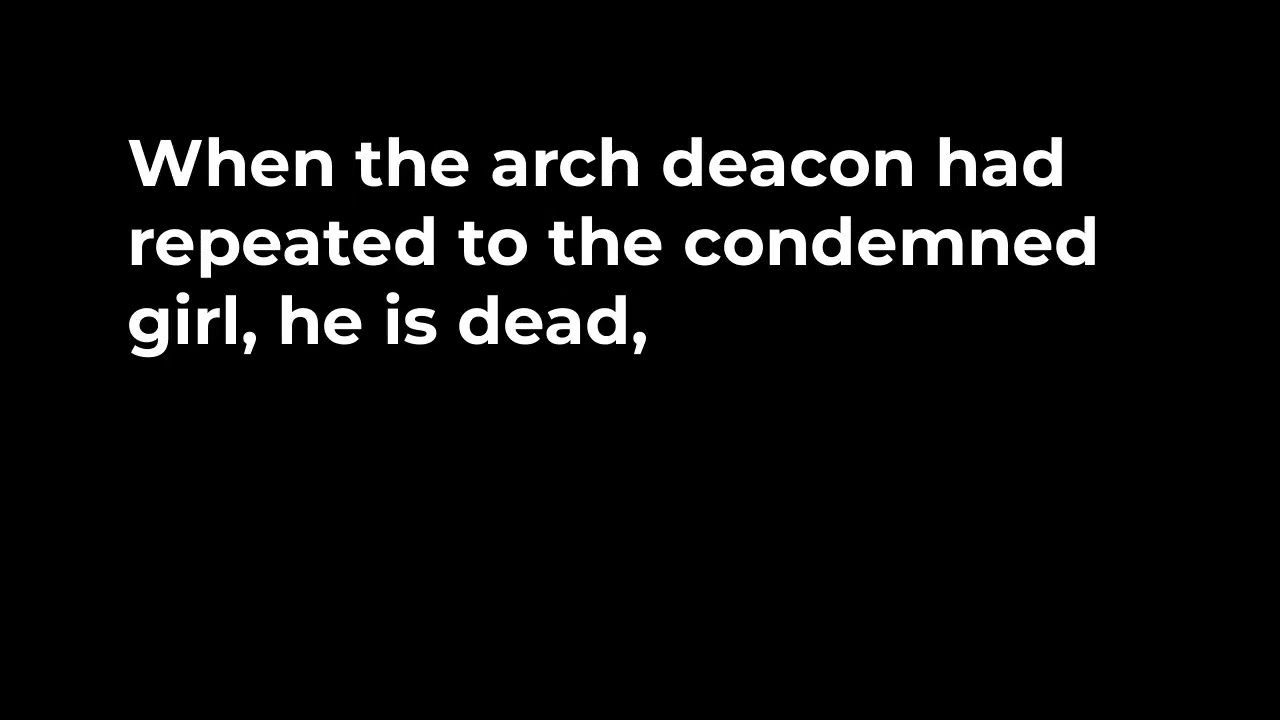 When the arch deacon had
repeated to the condemned
girl, he is dead,